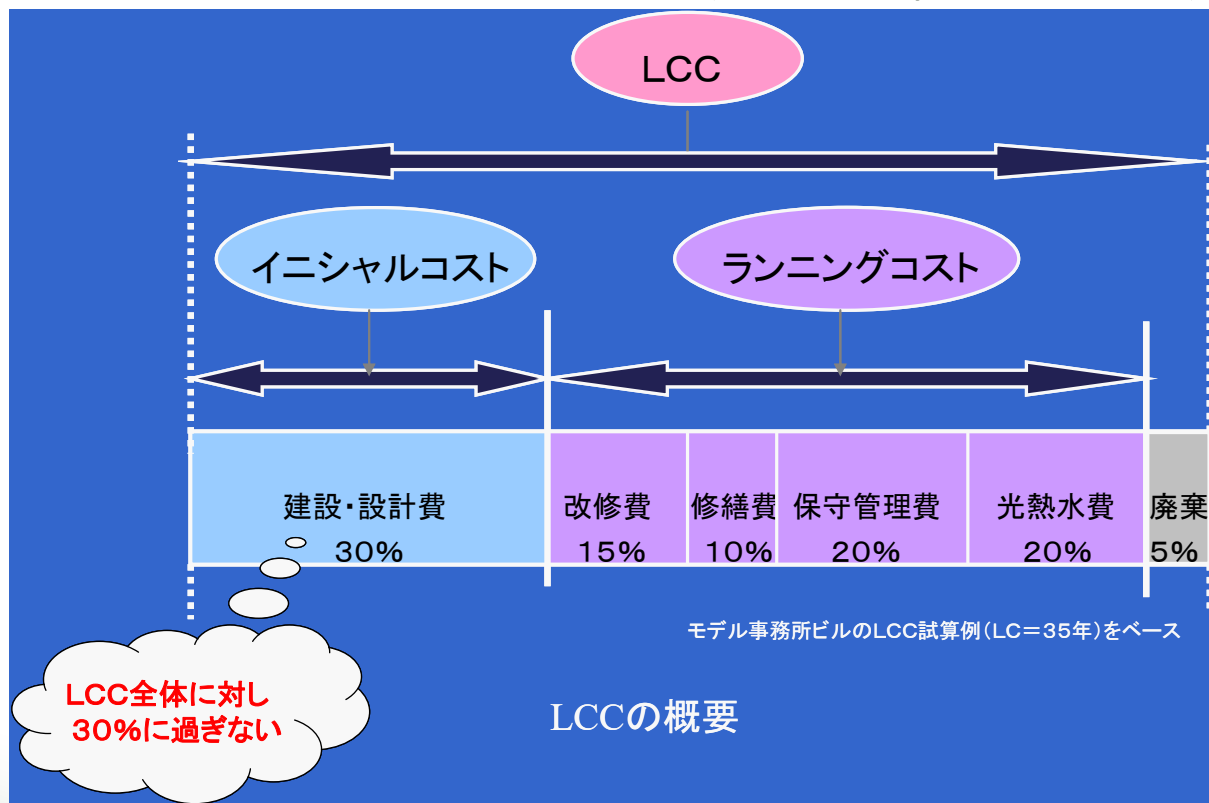 LCC
イニシャルコスト
ランニングコスト
建設・設計費
30%
改修費
15%
修繕費
10%
保守管理費
20%
光熱水費
20%
廃棄
5%
モデル事務所ビルのLCC試算例(LC=35年)をベース
LCC全体に対し
30%に過ぎない
LCCの概要